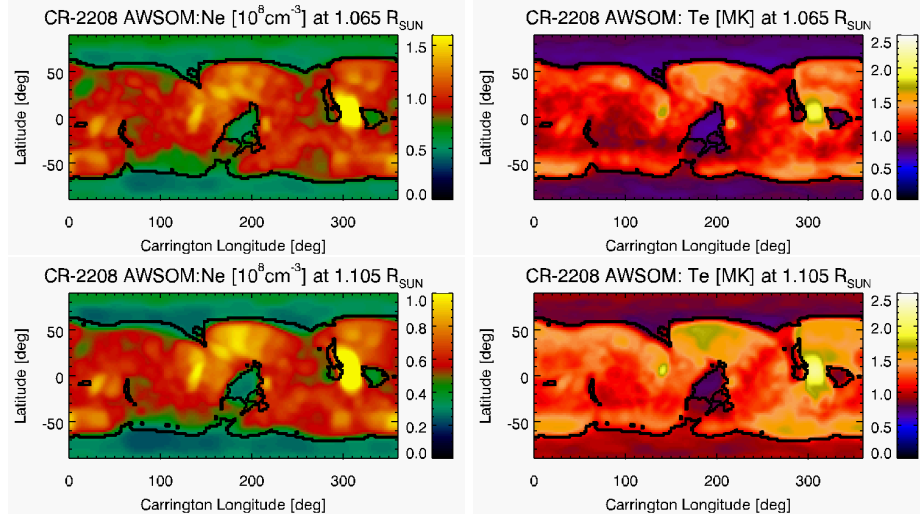 CR-2208 AWSOM:Ne [10^8cm^-3] at 1.065 R_SUN
1.5
1.0
0.5
0.0
50
0
-50
Latitude [deg]
0 100 200 300
Carrington Longitude [deg]
CR-2208 AWSOM: Te [MK] at 1.065 R_SUN
2.5
2.0
1.5
1.0
0.5
0.0
50
0
-50
Latitude [deg]
0 100 200 300
Carrington Longitude [deg]
CR-2208 AWSOM:Ne [10^8cm^-3] at 1.105 R_SUN
1.0
0.8
0.6
0.4
0.2
0.0
50
0
-50
Latitude [deg]
0 100 200 300
Carrington Longitude [deg]
CR-2208 AWSOM: Te [MK] at 1.105 R_SUN
2.5
2.0
1.5
1.0
0.5
0.0
50
0
-50
Latitude [deg]
0 100 200 300
Carrington Longitude [deg]